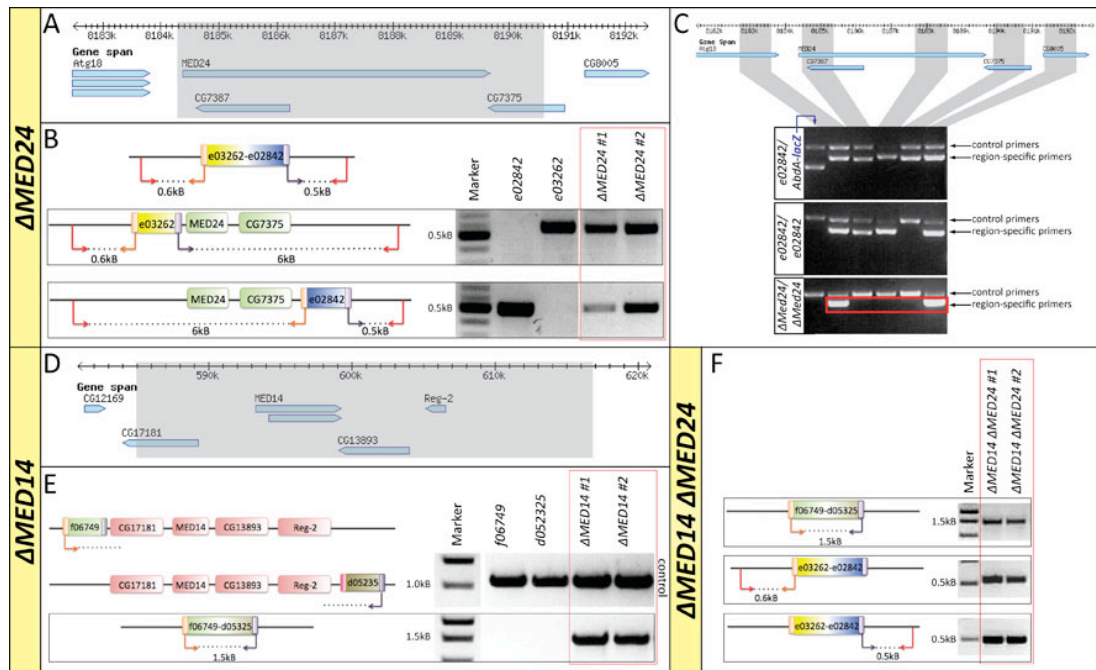 ΔMED24
A
8183k 8184k 8185k 8186k 8187k 8188k 8189k 8190k 8191k 8192k
Gene span
Atg18
MED24
CG8005
CG7387
CG7375
B
e03262-e02842
0.6kB
0.5kB
e03262
MED24
CG7375
0.6kB
6kB
MED24
CG7375
e02842
6kB
0.5kB
Marker
e02842
e03262
ΔMED24 #1
ΔMED24 #2
0.5kB
0.5kB
C
Gene Span
Atg18
MED24
CG8005
CG7387
CG7375
e02842/
AbdA-lacZ
control primers
region-specific primers
e02842/
e02842
control primers
region-specific primers
ΔMed24/
ΔMed24
control primers
region-specific primers
ΔMED14
D
590k 600k 610k 620k
Gene span
CG12169
MED14
Reg-2
CG17181
CG13893
E
f06749
CG17181
MED14
CG13893
Reg-2
CG17181
MED14
CG13893
Reg-2
d05235
f06749-d05325
1.5kB
Marker
f06749
d052325
ΔMED14 #1
ΔMED14 #2
1.0kB
control
1.5kB
ΔMED14 ΔMED24
F
Marker
ΔMED14 ΔMED24 #1
ΔMED14 ΔMED24 #2
f06749-d05325
1.5kB
1.5kB
e03262-e02842
0.6kB
0.5kB
e03262-e02842
0.5kB
0.5kB